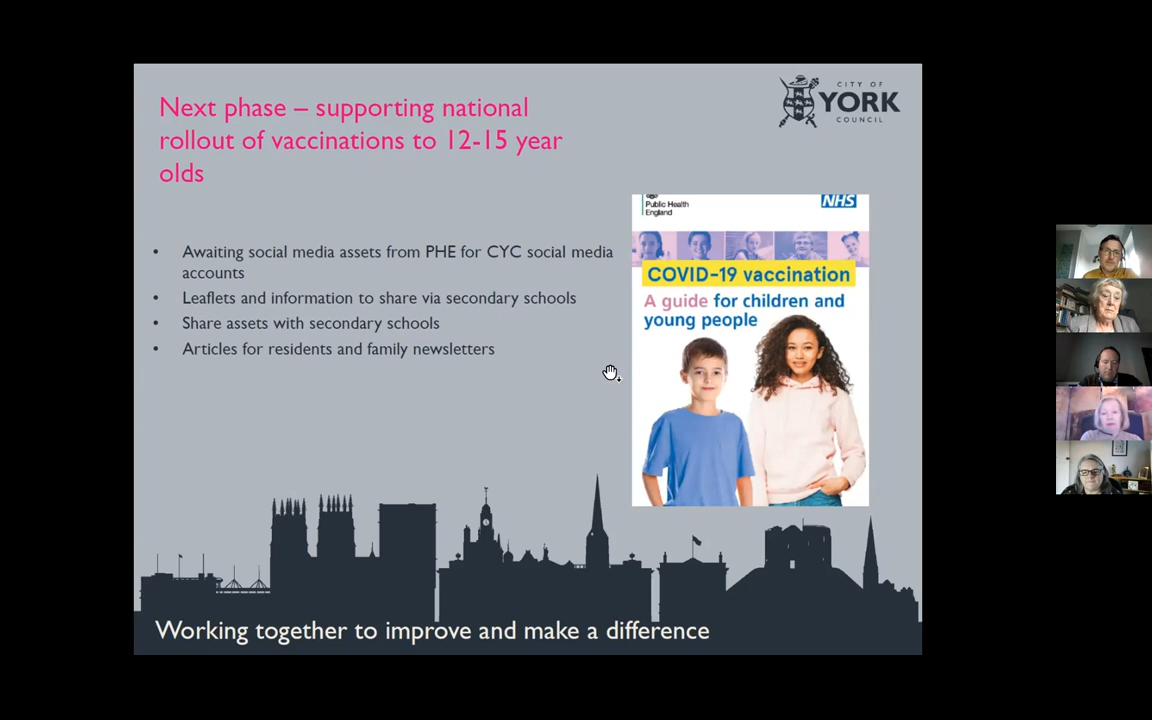 Next phase – supporting national
rollout of vaccinations to 12-15 year
olds
CITY OF
YORK
COUNCIL
• Awaiting social media assets from PHE for CYC social media
accounts
• Leaflets and information to share via secondary schools
• Share assets with secondary schools
• Articles for residents and family newsletters
Public Health
England
NHS
COVID-19 vaccination
A guide for children and
young people
Working together to improve and make a difference